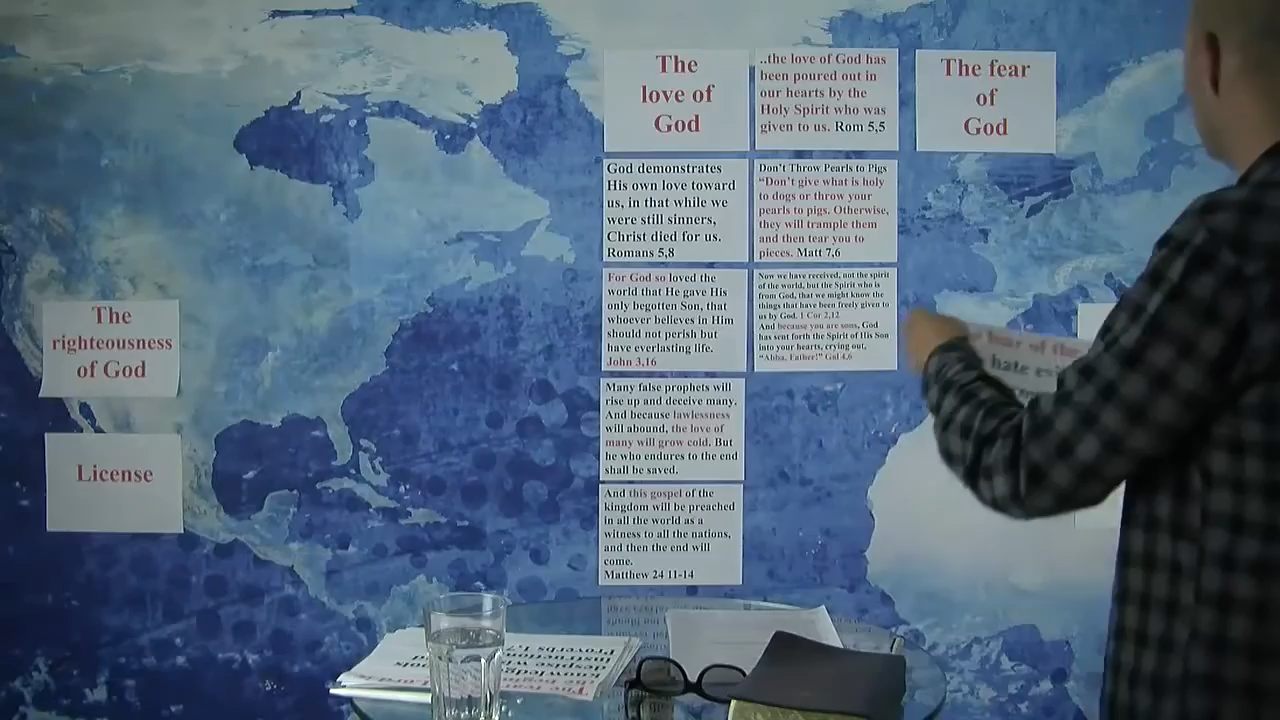 The
love of
God
..the love of God has
been poured out in
our hearts by the
Holy Spirit who was
given to us. Rom 5,5
The fear
of
God
God demonstrates
His own love toward
us, in that while we
were still sinners,
Christ died for us.
Romans 5,8
Don't Throw Pearls to Pigs
"Don't give what is holy
to dogs or throw your
pearls to pigs. Otherwise,
they will trample them
and then tear you to
pieces. Matt 7,6
For God so loved the
world that He gave His
only begotten Son, that
whoever believes in Him
should not perish but
have everlasting life.
John 3,16
Now we have received, not the spirit
of the world, but the Spirit who is
from God, that we might know the
things that have been freely given to
us by God. 1 Cor 2,12
And because you are sons, God
has sent forth the Spirit of His Son
into your hearts, crying out,
"Abba, Father!" Gal 4,6
The
righteousness
of God
License
Many false prophets will
rise up and deceive many.
And because lawlessness
will abound, the love of
many will grow cold. But
he who endures to the end
shall be saved.
And this gospel of the
kingdom will be preached
in all the world as a
witness to all the nations,
and then the end will
come.
Matthew 24 11-14
fear of the
hate